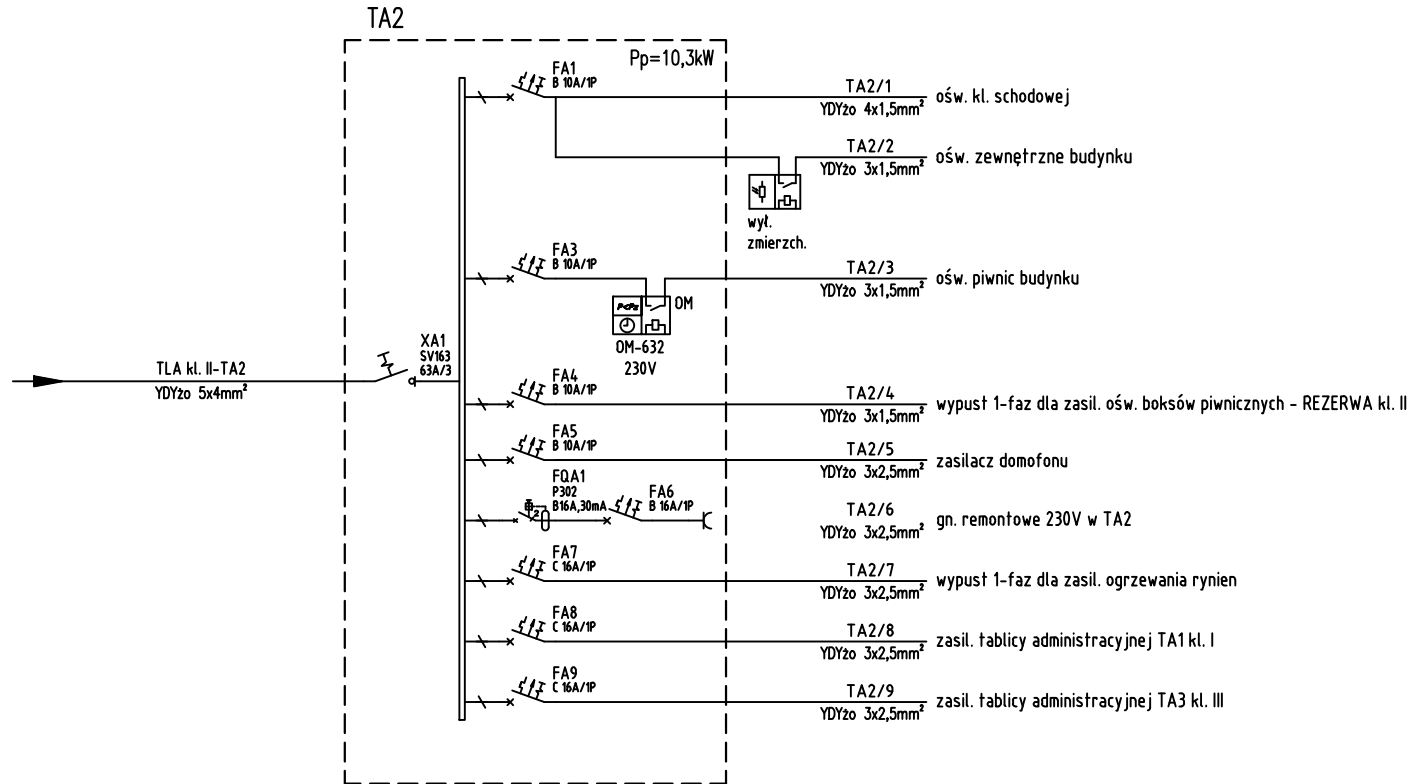 TA2
Pp=10,3kW
FA1
B 10A/1P
TA2/1
YDYżo 4x1,5mm²
ośw. kl. schodowej
TA2/2
YDYżo 3x1,5mm²
ośw. zewnętrzne budynku
wył.
zmierzch.
FA3
B 10A/1P
TA2/3
YDYżo 3x1,5mm²
ośw. piwnic budynku
P<Pz
OM
OM-632
230V
XA1
SV163
63A/3
TLA kl. II-TA2
YDYżo 5x4mm²
FA4
B 10A/1P
TA2/4
YDYżo 3x1,5mm²
wypust 1-faz dla zasil. ośw. boksów piwnicznych - REZERWA kl. II
FA5
B 10A/1P
TA2/5
YDYżo 3x2,5mm²
zasilacz domofonu
FQA1
P302
B16A,30mA
2
FA6
B 16A/1P
TA2/6
YDYżo 3x2,5mm²
gn. remontowe 230V w TA2
FA7
C 16A/1P
TA2/7
YDYżo 3x2,5mm²
wypust 1-faz dla zasil. ogrzewania rynien
FA8
C 16A/1P
TA2/8
YDYżo 3x2,5mm²
zasil. tablicy administracyjnej TA1 kl. I
FA9
C 16A/1P
TA2/9
YDYżo 3x2,5mm²
zasil. tablicy administracyjnej TA3 kl. III